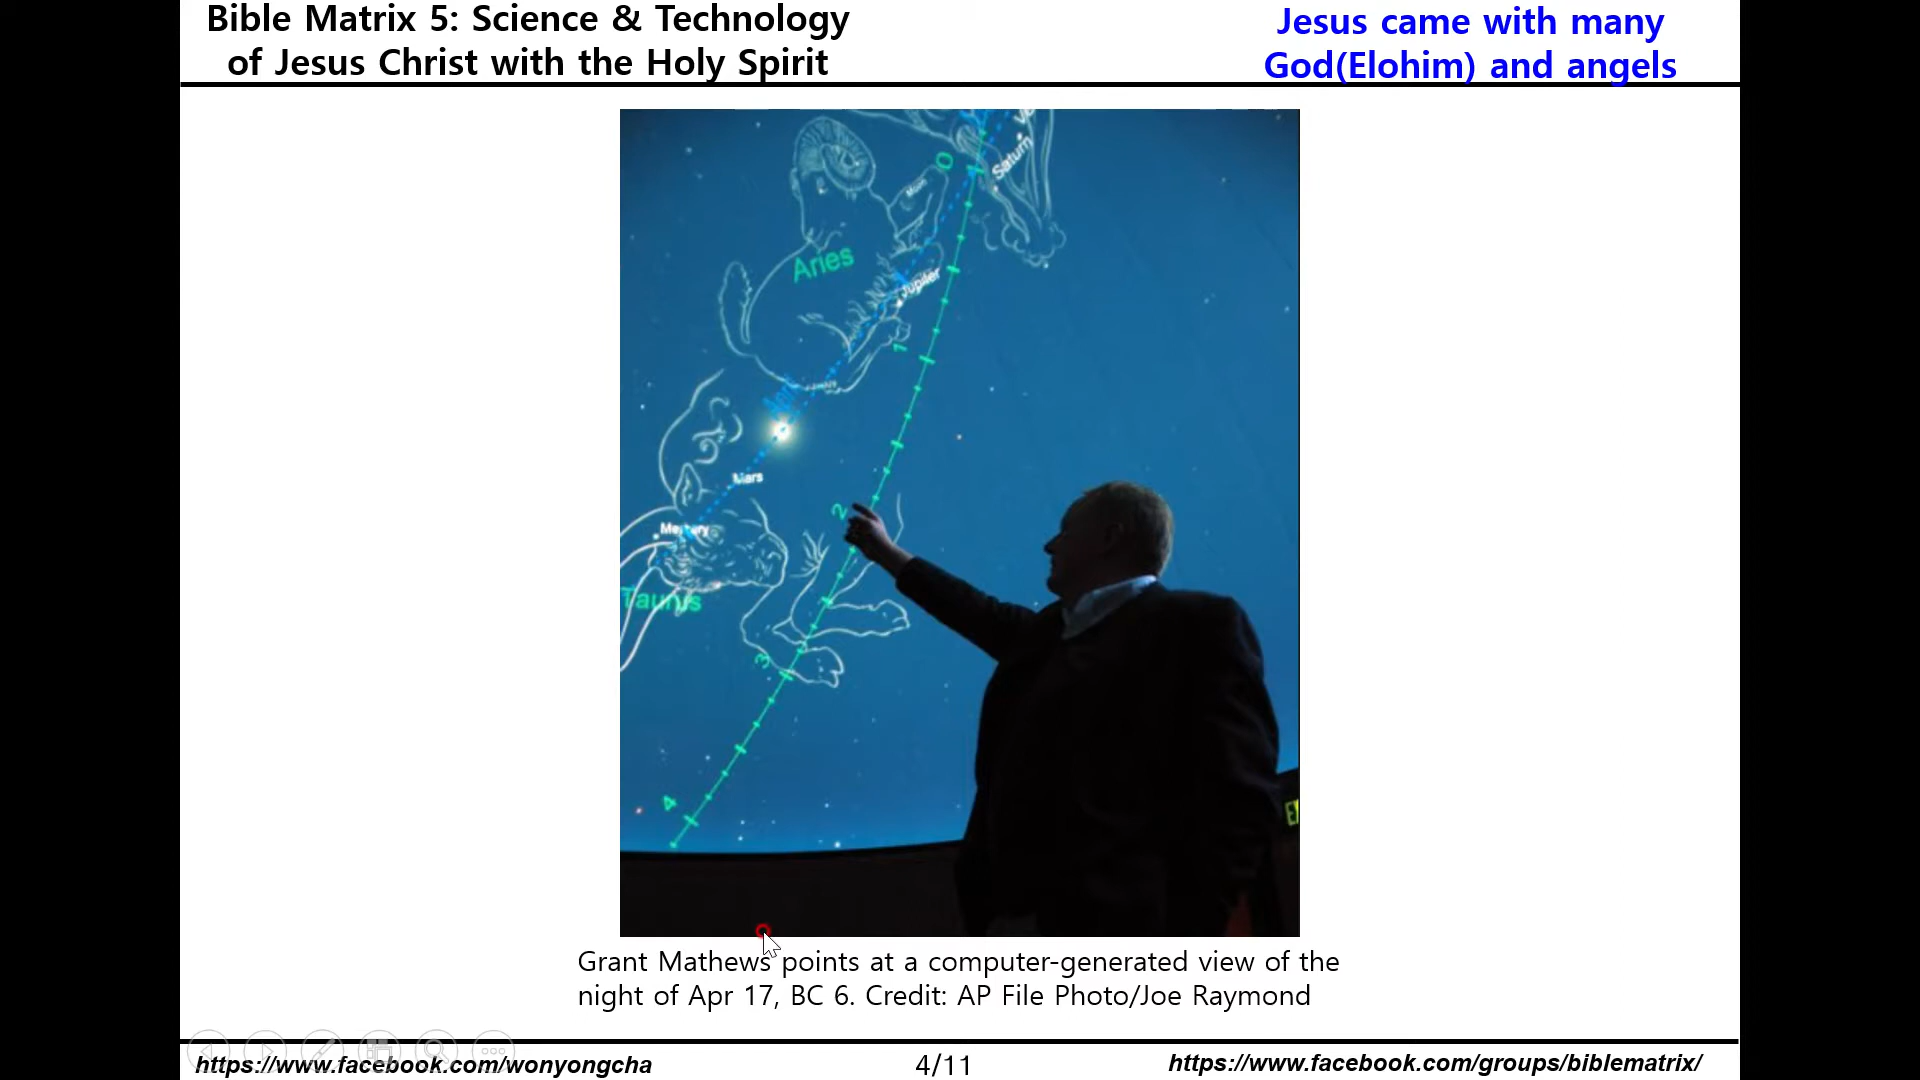 Bible Matrix 5: Science & Technology
of Jesus Christ with the Holy Spirit
Jesus came with many
God(Elohim) and angels
0
Saturn
Moon
Aries
Jupiter
1
Mars
2
Mercury
Taurus
3
4
Grant Mathews points at a computer-generated view of the
night of Apr 17, BC 6. Credit: AP File Photo/Joe Raymond
https://www.facebook.com/wonyongcha
4/11
https://www.facebook.com/groups/biblematrix/